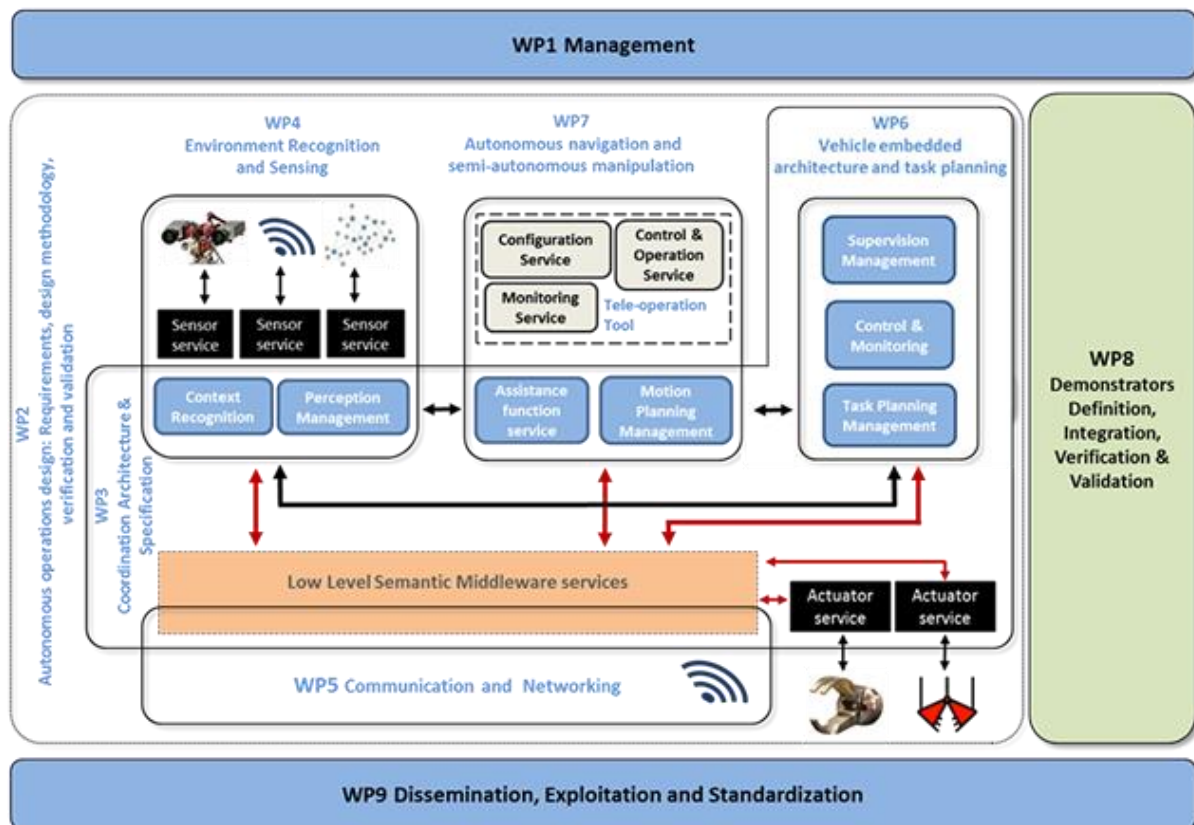 WP1 Management
WP2
Autonomous operations design: Requirements, design methodology,
verification and validation
WP4
Environment Recognition
and Sensing
WP7
Autonomous navigation and
semi-autonomous manipulation
WP6
Vehicle embedded
architecture and task planning
Sensor
service
Sensor
service
Sensor
service
Context
Recognition
Perception
Management
Configuration
Service
Control &
Operation
Service
Monitoring
Service
Tele-operation
Tool
Assistance
function
service
Motion
Planning
Management
Supervision
Management
Control &
Monitoring
Task Planning
Management
WP3
Coordination Architecture &
Specification
Low Level Semantic Middleware services
Actuator
service
Actuator
service
WP5 Communication and Networking
WP8
Demonstrators
Definition,
Integration,
Verification &
Validation
WP9 Dissemination, Exploitation and Standardization